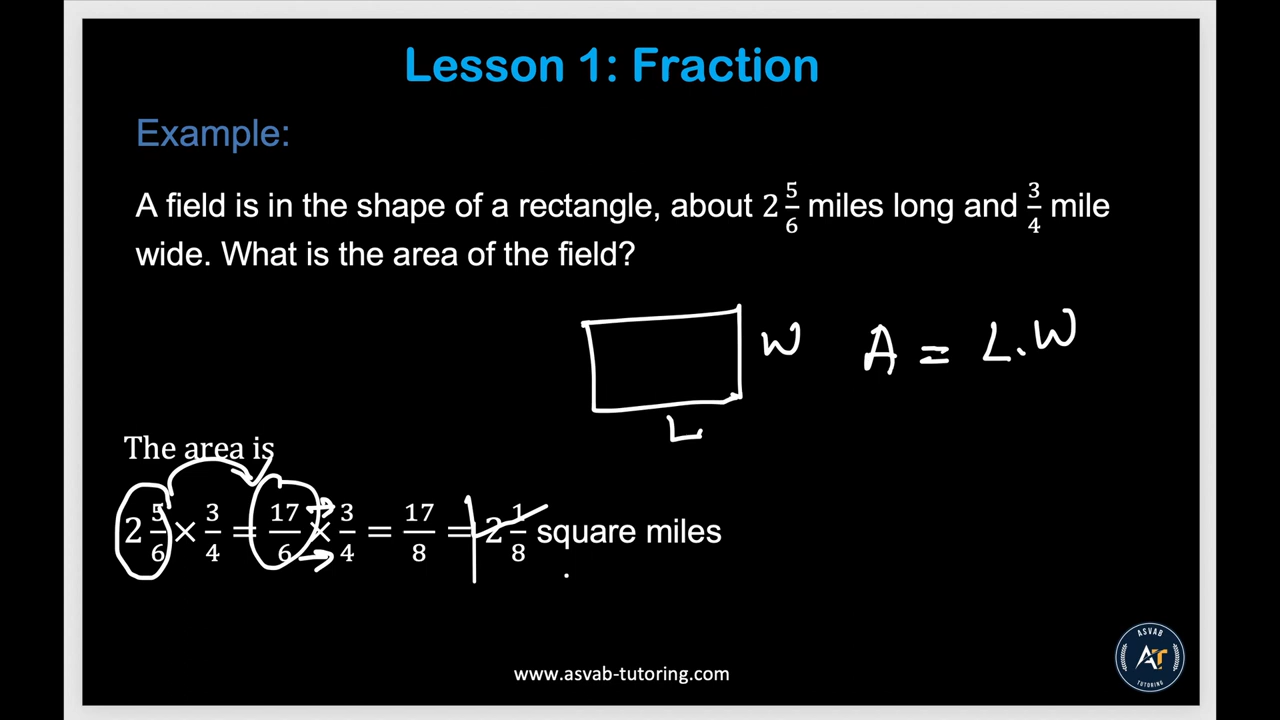 Lesson 1: Fraction
Example:
A field is in the shape of a rectangle, about 2 5/6 miles long and 3/4 mile
wide. What is the area of the field?
W A = L.W
L
The area is
2 5/6 × 3/4 = 17/6 × 3/4 = 17/8 = 2 1/8 square miles
www.asvab-tutoring.com
ASVAB
AT
TUTORING